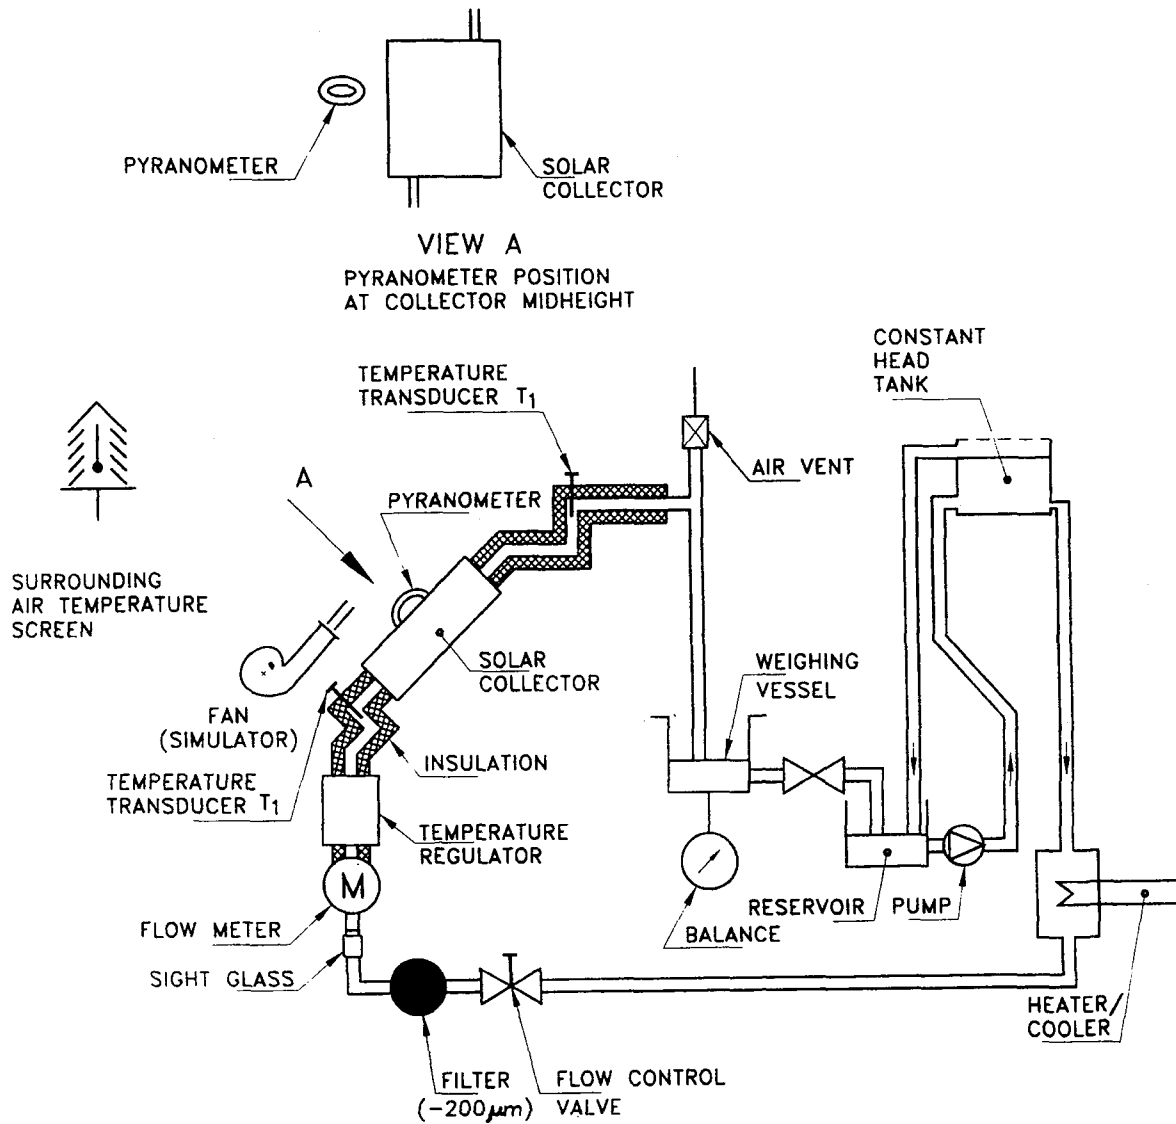 PYRANOMETER
SOLAR
COLLECTOR
VIEW A
PYRANOMETER POSITION
AT COLLECTOR MIDHEIGHT
CONSTANT
HEAD
TANK
TEMPERATURE
TRANSDUCER T1
AIR VENT
A
PYRANOMETER
SURROUNDING
AIR TEMPERATURE
SCREEN
SOLAR
COLLECTOR
WEIGHING
VESSEL
FAN
(SIMULATOR)
INSULATION
TEMPERATURE
TRANSDUCER T1
TEMPERATURE
REGULATOR
M
RESERVOIR
PUMP
FLOW METER
BALANCE
SIGHT GLASS
HEATER/
COOLER
FILTER
(-200μm)
FLOW CONTROL
VALVE